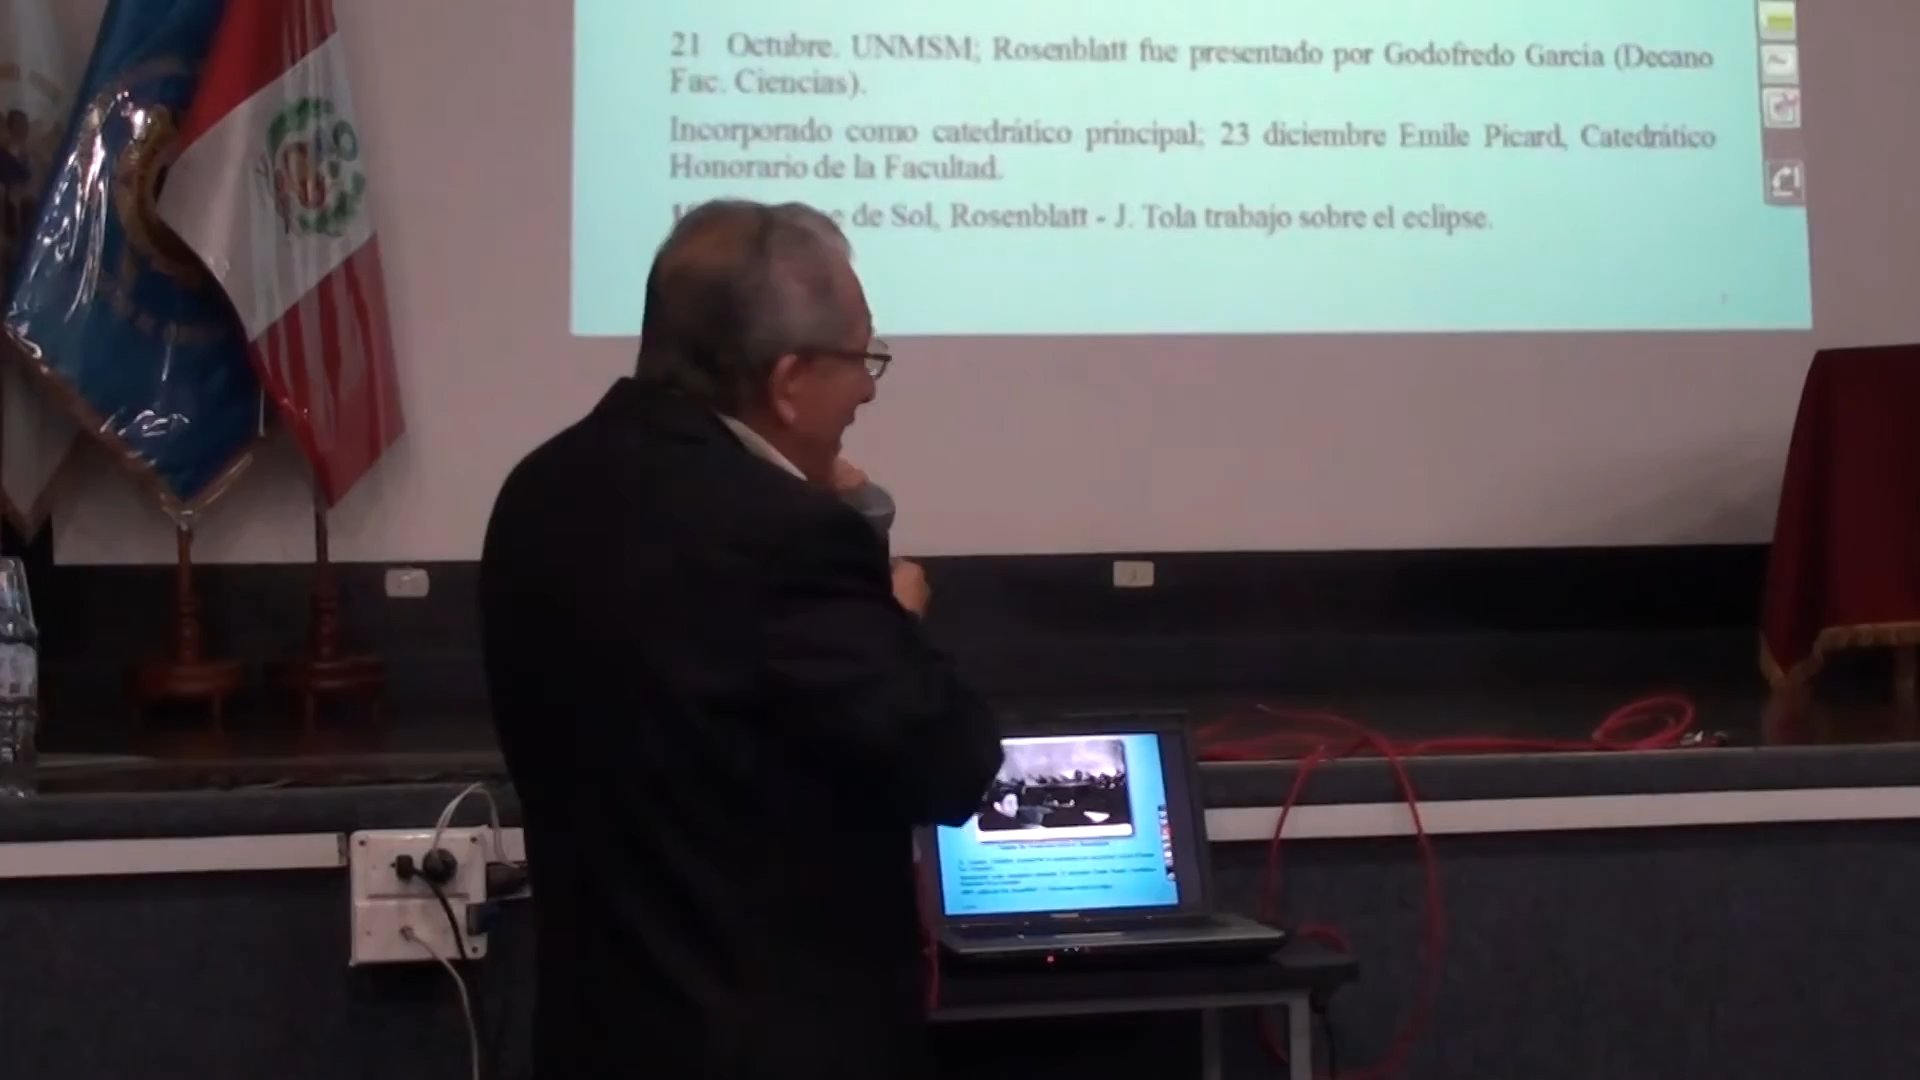 21 Octubre. UNMSM; Rosenblatt fue presentado por Godofredo Garcia (Decano
Fac. Ciencias).
Incorporado como catedrático principal; 23 diciembre Emile Picard, Catedrático
Honorario de la Facultad.
de Sol, Rosenblatt - J. Tola trabajo sobre el eclipse.